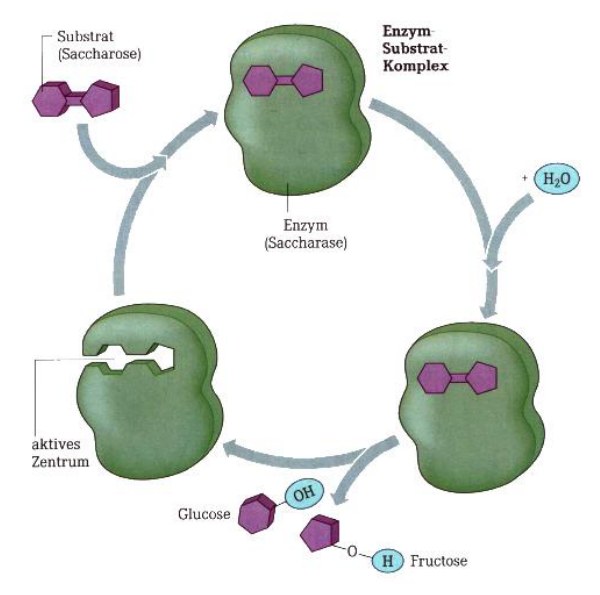 Substrat
(Saccharose)
Enzym-
Substrat-
Komplex
+ H₂O
Enzym
(Saccharase)
aktives
Zentrum
Glucose
OH
O
H
Fructose